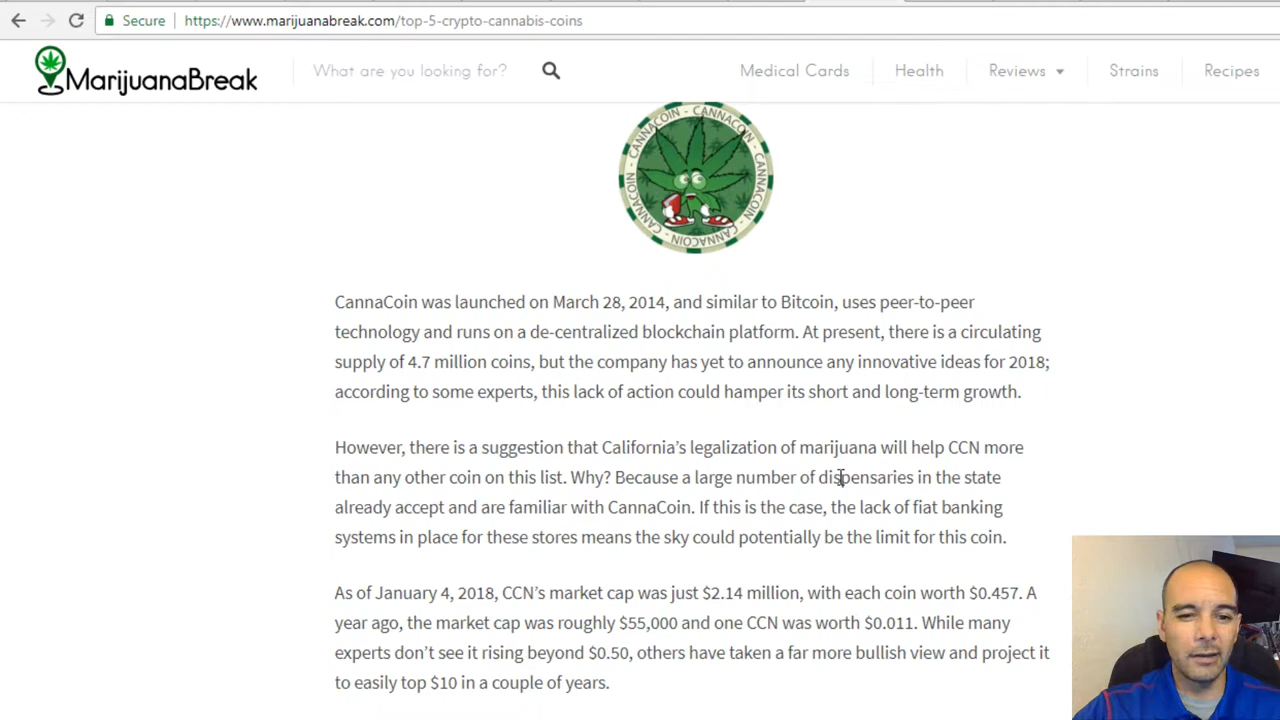 Secure
https://www.marijuanabreak.com/top-5-crypto-cannabis-coins
MarijuanaBreak
What are you looking for?
Medical Cards
Health
Reviews
Strains
Recipes
CANNACOIN - CANNACOIN - CANNACOIN - CANNACOIN -
CannaCoin was launched on March 28, 2014, and similar to Bitcoin, uses peer-to-peer
technology and runs on a de-centralized blockchain platform. At present, there is a circulating
supply of 4.7 million coins, but the company has yet to announce any innovative ideas for 2018;
according to some experts, this lack of action could hamper its short and long-term growth.
However, there is a suggestion that California’s legalization of marijuana will help CCN more
than any other coin on this list. Why? Because a large number of dispensaries in the state
already accept and are familiar with CannaCoin. If this is the case, the lack of fiat banking
systems in place for these stores means the sky could potentially be the limit for this coin.
As of January 4, 2018, CCN’s market cap was just $2.14 million, with each coin worth $0.457. A
year ago, the market cap was roughly $55,000 and one CCN was worth $0.011. While many
experts don’t see it rising beyond $0.50, others have taken a far more bullish view and project it
to easily top $10 in a couple of years.